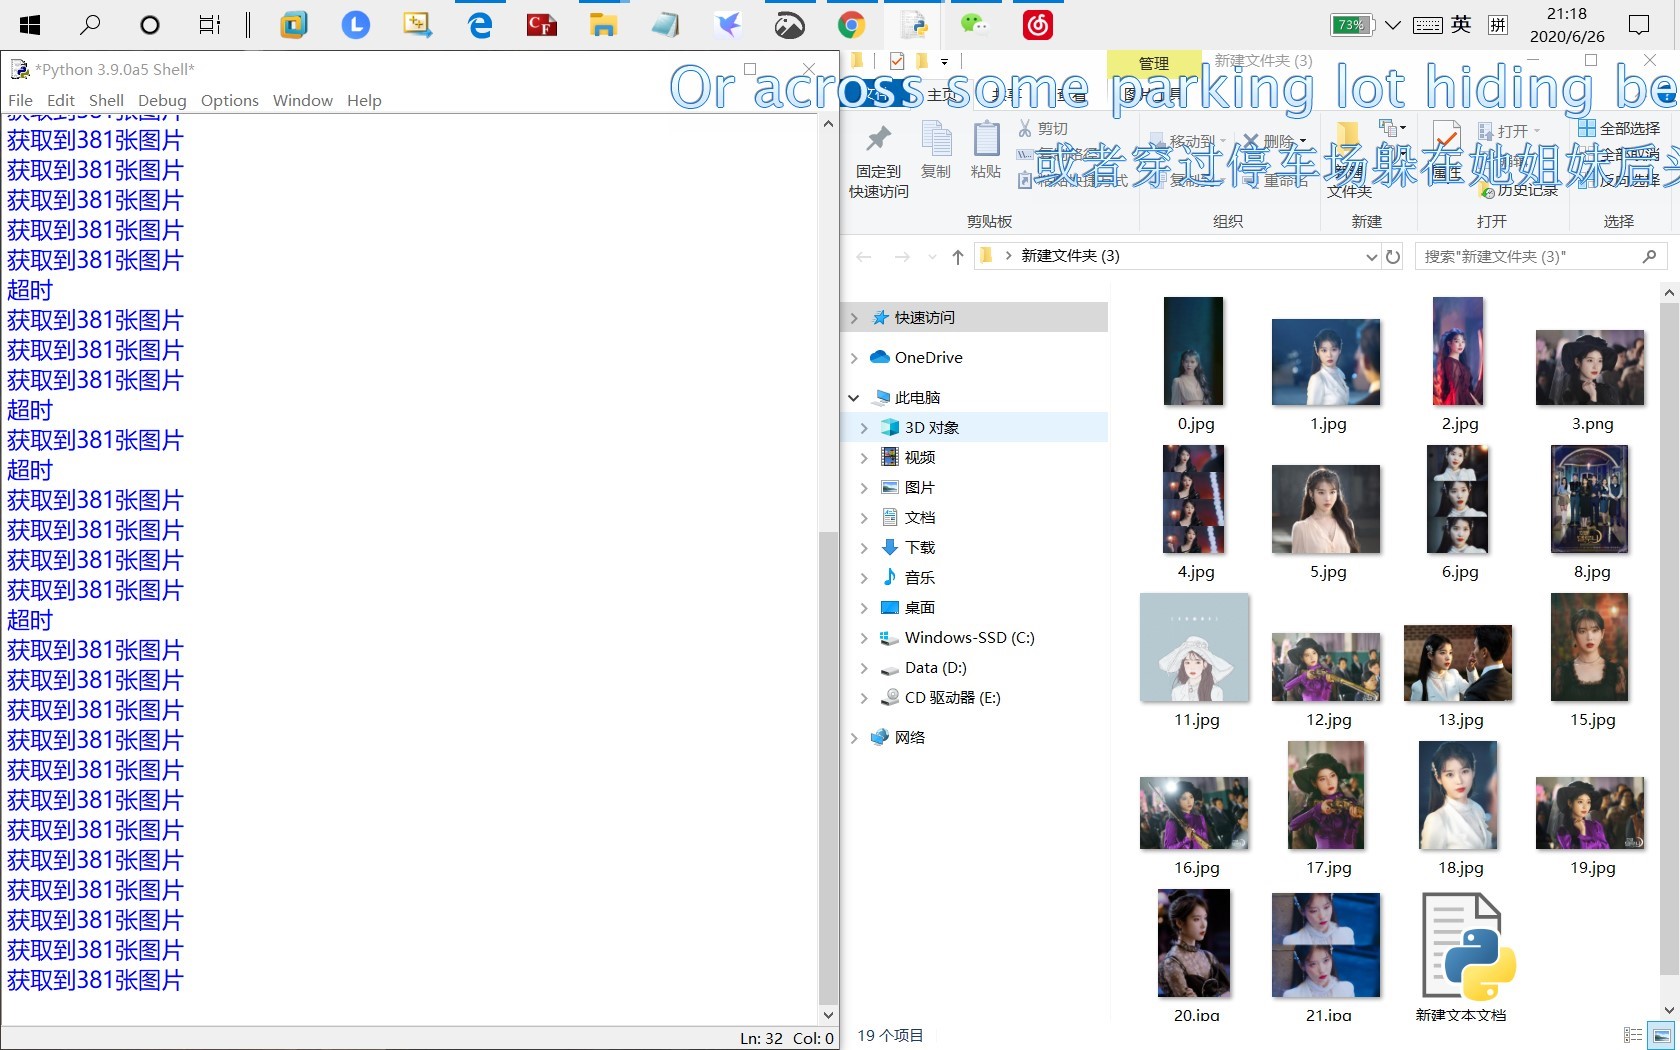 73%
英
拼
21:18
2020/6/26
*Python 3.9.0a5 Shell*
File Edit Shell Debug Options Window Help
获取到381张图片
获取到381张图片
获取到381张图片
获取到381张图片
获取到381张图片
获取到381张图片
超时
获取到381张图片
获取到381张图片
获取到381张图片
超时
获取到381张图片
超时
获取到381张图片
获取到381张图片
获取到381张图片
获取到381张图片
超时
获取到381张图片
获取到381张图片
获取到381张图片
获取到381张图片
获取到381张图片
获取到381张图片
获取到381张图片
获取到381张图片
获取到381张图片
获取到381张图片
获取到381张图片
获取到381张图片
Ln: 32 Col: 0
管理
新建文件夹 (3)
Or across some parking lot hiding be
主页
查看
固定到
快速访问
复制
粘贴
剪切
移动到
删除
打开
全部选择
或者穿过停车场躲在她姐妹后
文件夹
历史记录
剪贴板
组织
新建
打开
选择
新建文件夹 (3)
搜索"新建文件夹 (3)"
快速访问
OneDrive
此电脑
3D 对象
视频
图片
文档
下载
音乐
桌面
Windows-SSD (C:)
Data (D:)
CD 驱动器 (E:)
网络
0.jpg
1.jpg
2.jpg
3.png
4.jpg
5.jpg
6.jpg
8.jpg
11.jpg
12.jpg
13.jpg
15.jpg
16.jpg
17.jpg
18.jpg
19.jpg
20.jpg
21.jpg
新建文本文档
19 个项目